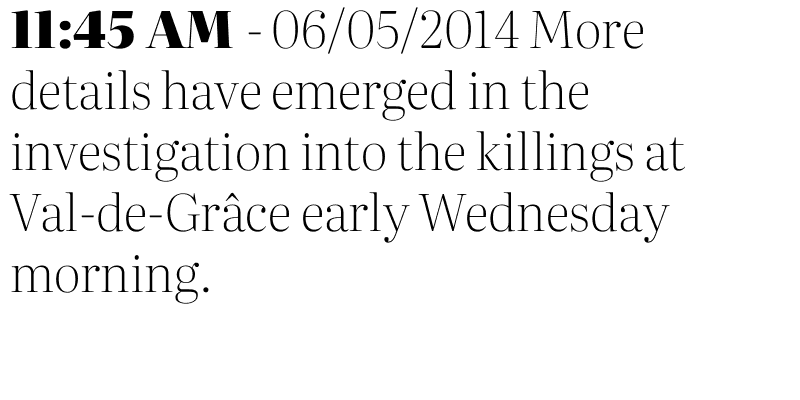 11:45 AM - 06/05/2014 More
details have emerged in the
investigation into the killings at
Val-de-Grâce early Wednesday
morning.